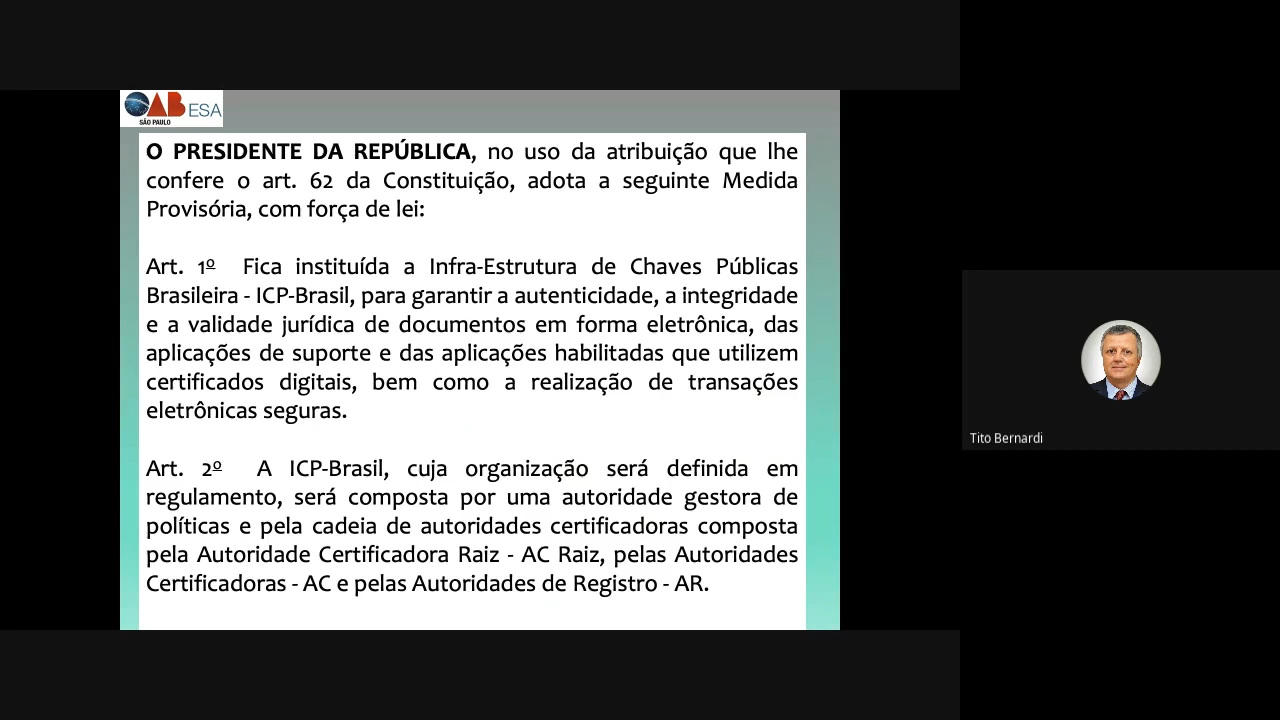 OAB ESA
SÃO PAULO
O PRESIDENTE DA REPÚBLICA, no uso da atribuição que lhe
confere o art. 62 da Constituição, adota a seguinte Medida
Provisória, com força de lei:
Art. 1º Fica instituída a Infra-Estrutura de Chaves Públicas
Brasileira - ICP-Brasil, para garantir a autenticidade, a integridade
e a validade jurídica de documentos em forma eletrônica, das
aplicações de suporte e das aplicações habilitadas que utilizem
certificados digitais, bem como a realização de transações
eletrônicas seguras.
Art. 2º A ICP-Brasil, cuja organização será definida em
regulamento, será composta por uma autoridade gestora de
políticas e pela cadeia de autoridades certificadoras composta
pela Autoridade Certificadora Raiz - AC Raiz, pelas Autoridades
Certificadoras - AC e pelas Autoridades de Registro - AR.
Tito Bernardi